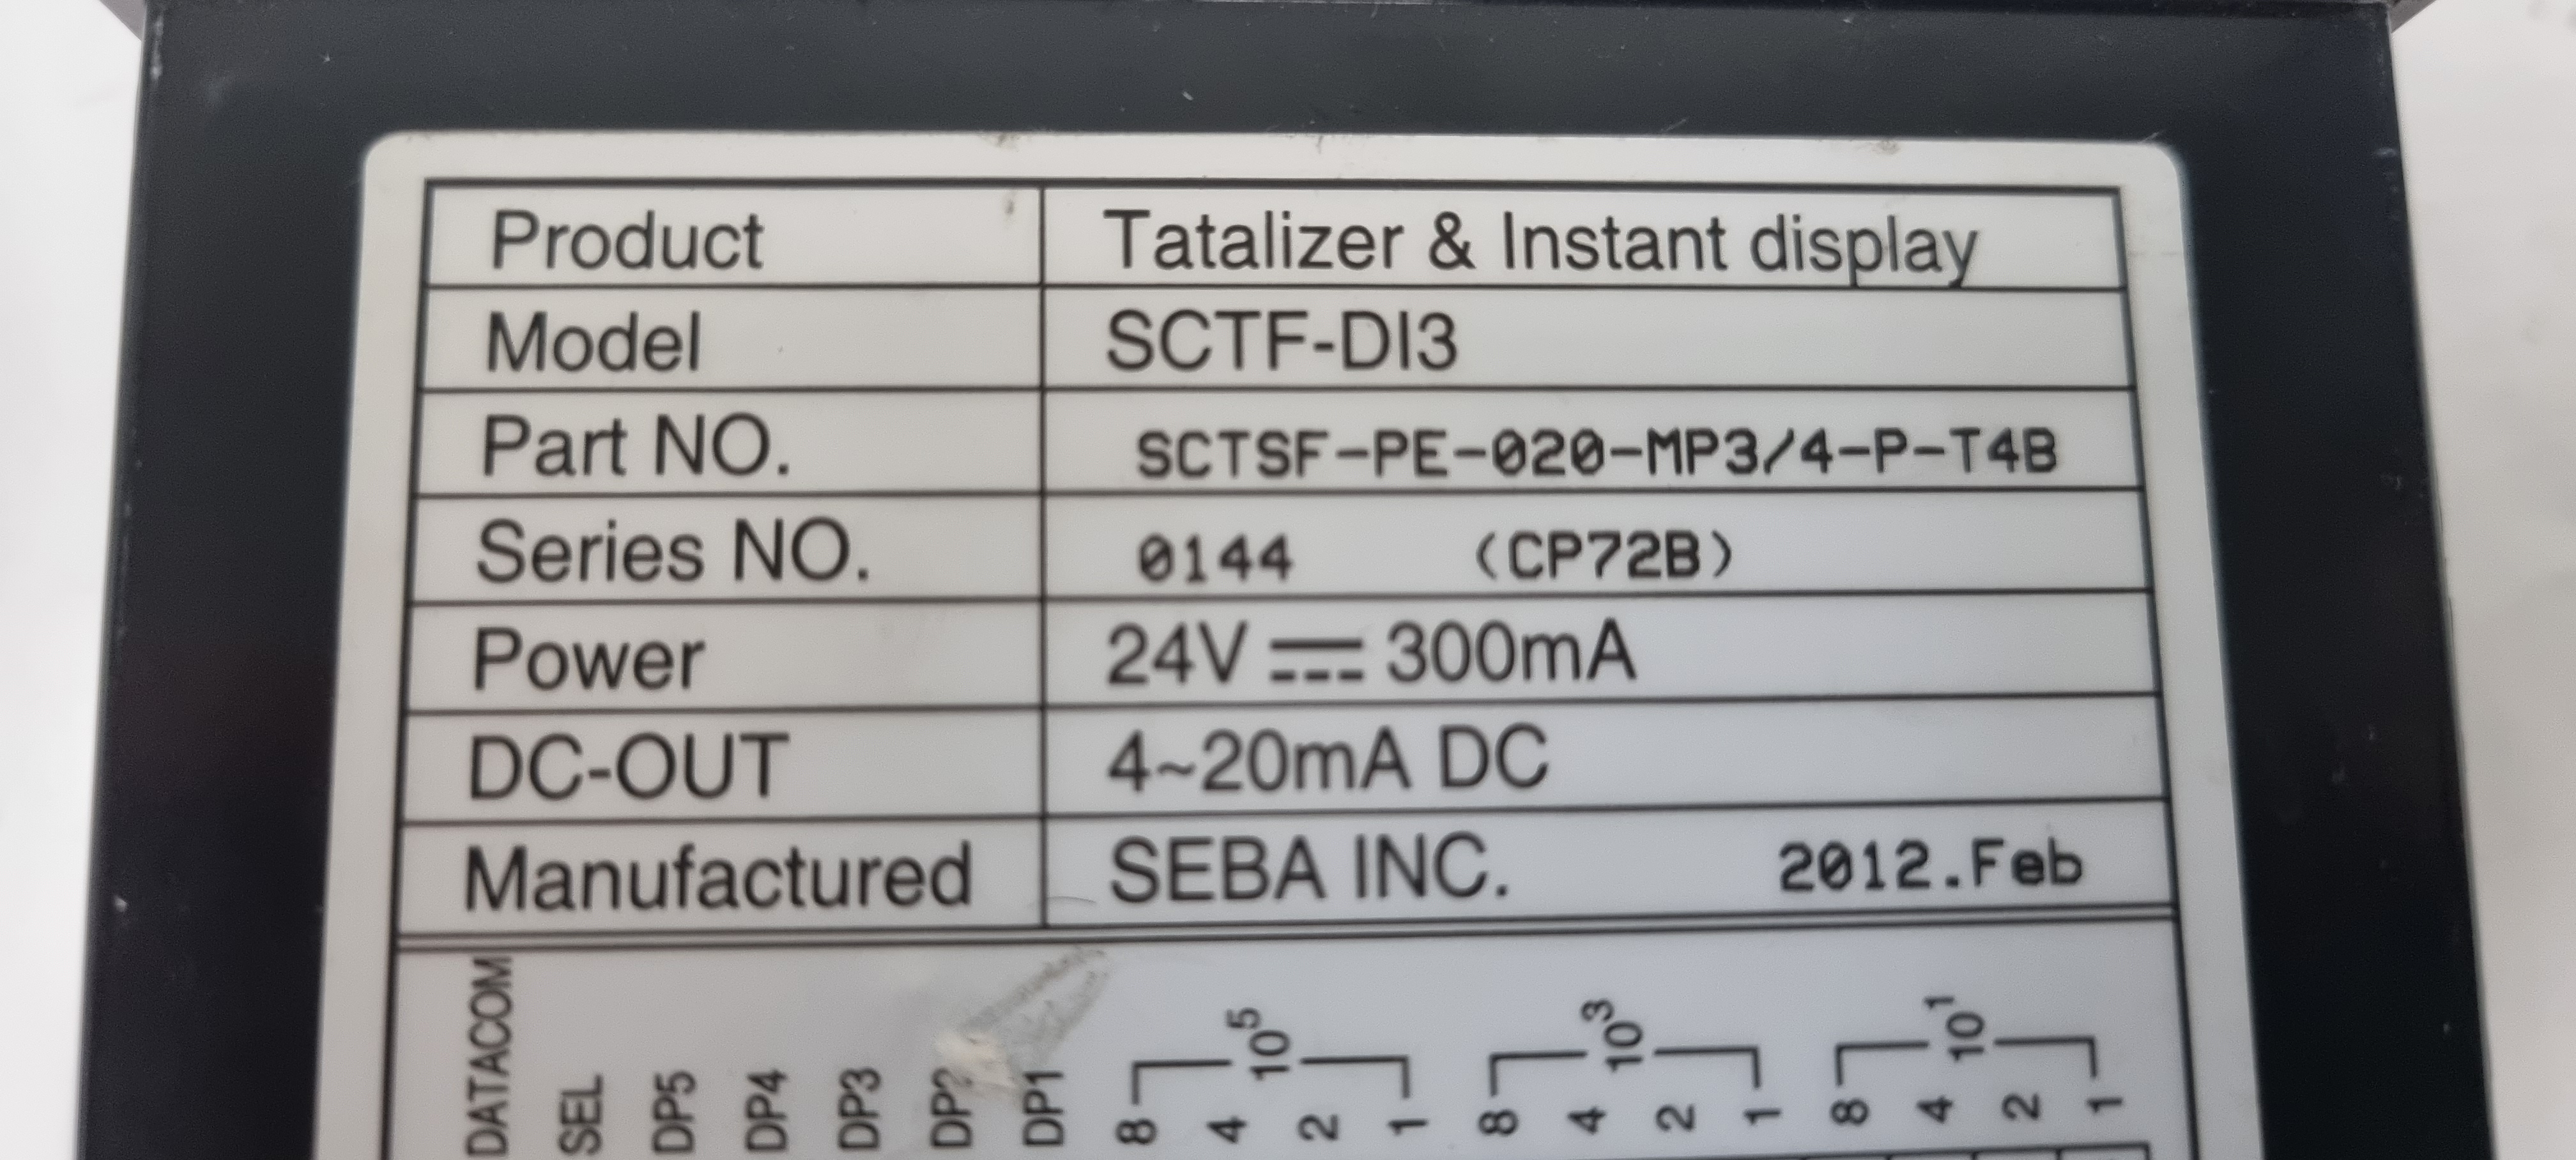 Product Tatalizer & Instant display
Model SCTF-DI3
Part NO. SCTSF-PE-020-MP3/4-P-T4B
Series NO. 0144 (CP72B)
Power 24V ⎓ 300mA
DC-OUT 4~20mA DC
Manufactured SEBA INC. 2012.Feb
DATACOM
SEL
DP5
DP4
DP3
DP2
DP1
10⁵
8 4 2 1
10³
8 4 2 1
10¹
8 4 2 1